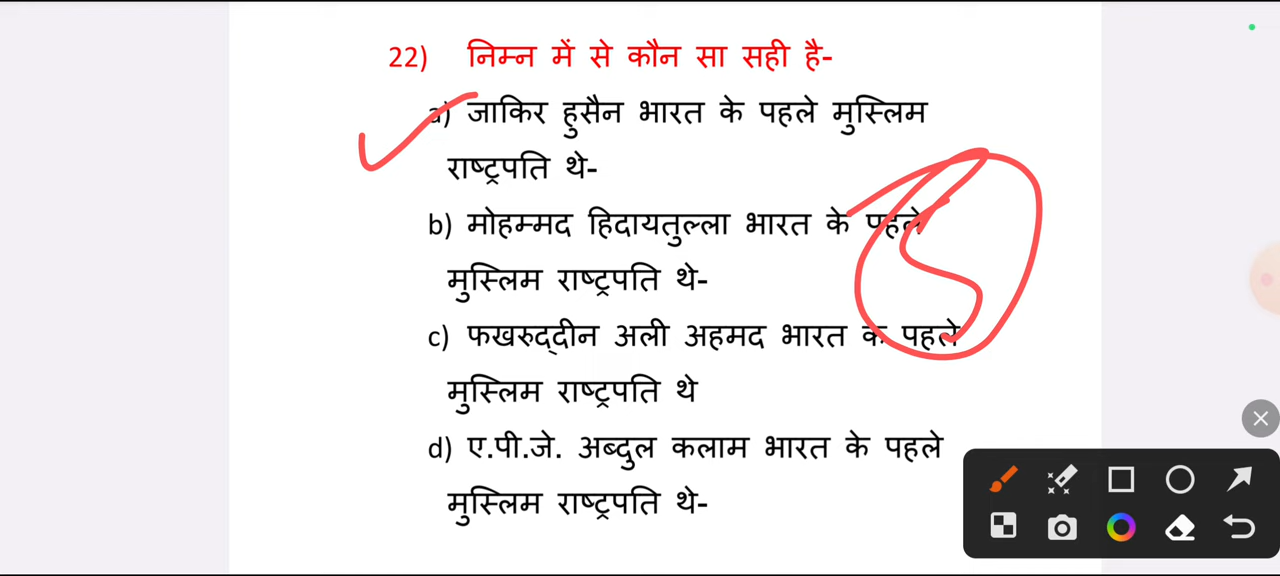 22) निम्न में से कौन सा सही है-
a) जाकिर हुसैन भारत के पहले मुस्लिम
राष्ट्रपति थे-
b) मोहम्मद हिदायतुल्ला भारत के पहले
मुस्लिम राष्ट्रपति थे-
c) फखरुद्दीन अली अहमद भारत के पहले
मुस्लिम राष्ट्रपति थे
d) ए.पी.जे. अब्दुल कलाम भारत के पहले
मुस्लिम राष्ट्रपति थे-